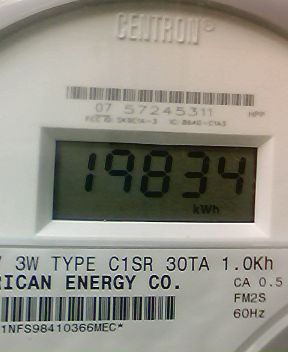 CENTRON®
07 57245311 HPP
19834
kWh
3W TYPE C1SR 30TA 1.0Kh
RICAN ENERGY CO. CA 0.5
FM2S
1NFS98410366MEC* 60Hz